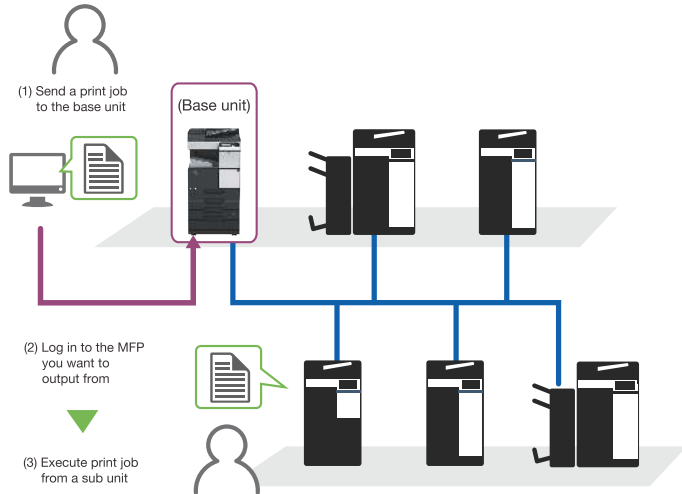 (1) Send a print job
to the base unit
(Base unit)
(2) Log in to the MFP
you want to
output from
(3) Execute print job
from a sub unit